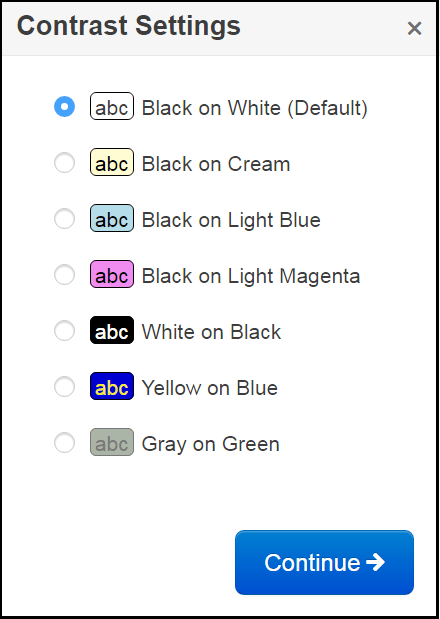 Contrast Settings ×
abc Black on White (Default)
abc Black on Cream
abc Black on Light Blue
abc Black on Light Magenta
abc White on Black
abc Yellow on Blue
abc Gray on Green
Continue